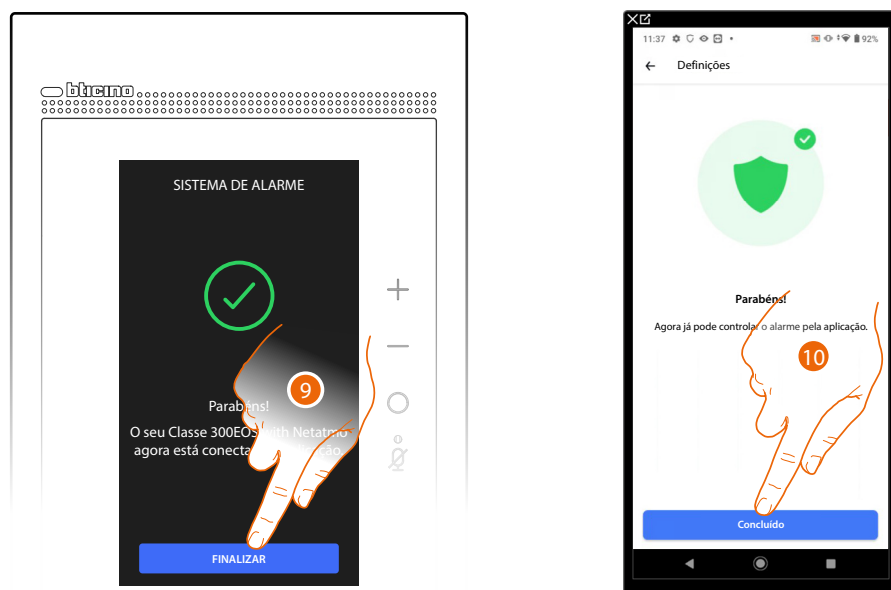 bticino
SISTEMA DE ALARME
9
Parabéns!
O seu Classe 300EOS with Netatmo
agora está conecta ção.
FINALIZAR
11:37
92%
Definições
Parabéns!
Agora já pode controlar o alarme pela aplicação.
10
Concluído